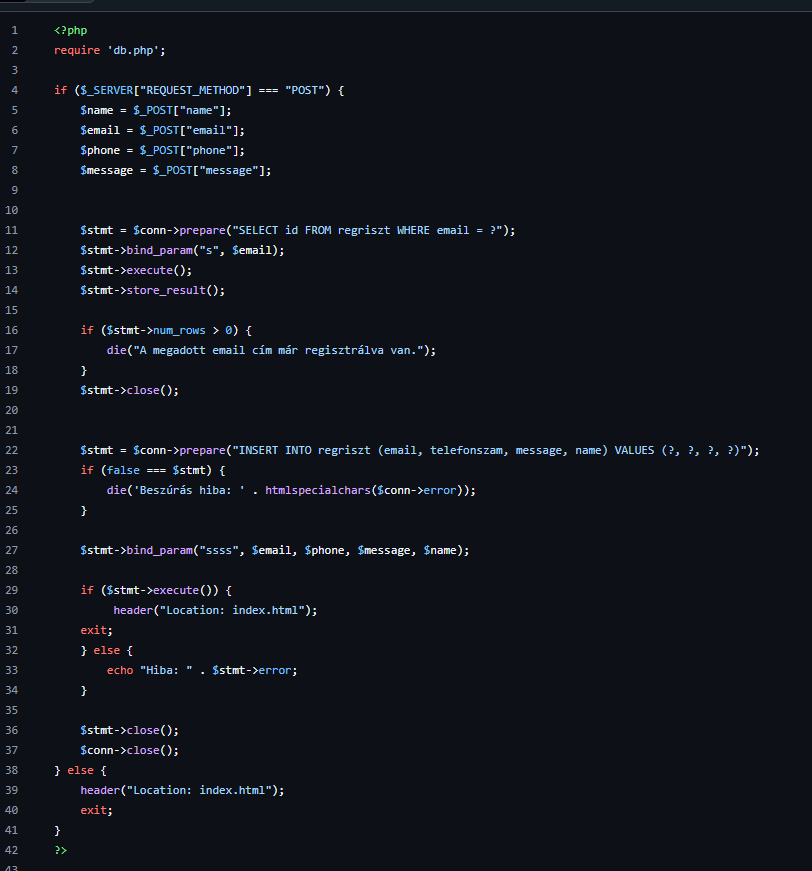 1 <?php
2 require 'db.php';
3
4 if ($_SERVER["REQUEST_METHOD"] === "POST") {
5     $name = $_POST["name"];
6     $email = $_POST["email"];
7     $phone = $_POST["phone"];
8     $message = $_POST["message"];
9
10
11     $stmt = $conn->prepare("SELECT id FROM regriszt WHERE email = ?");
12     $stmt->bind_param("s", $email);
13     $stmt->execute();
14     $stmt->store_result();
15
16     if ($stmt->num_rows > 0) {
17         die("A megadott email cím már regisztrálva van.");
18     }
19     $stmt->close();
20
21
22     $stmt = $conn->prepare("INSERT INTO regriszt (email, telefonszam, message, name) VALUES (?, ?, ?, ?)");
23     if (false === $stmt) {
24         die('Beszúrás hiba: ' . htmlspecialchars($conn->error));
25     }
26
27     $stmt->bind_param("ssss", $email, $phone, $message, $name);
28
29     if ($stmt->execute()) {
30          header("Location: index.html");
31     exit;
32     } else {
33         echo "Hiba: " . $stmt->error;
34     }
35
36     $stmt->close();
37     $conn->close();
38 } else {
39     header("Location: index.html");
40     exit;
41 }
42 ?>
43